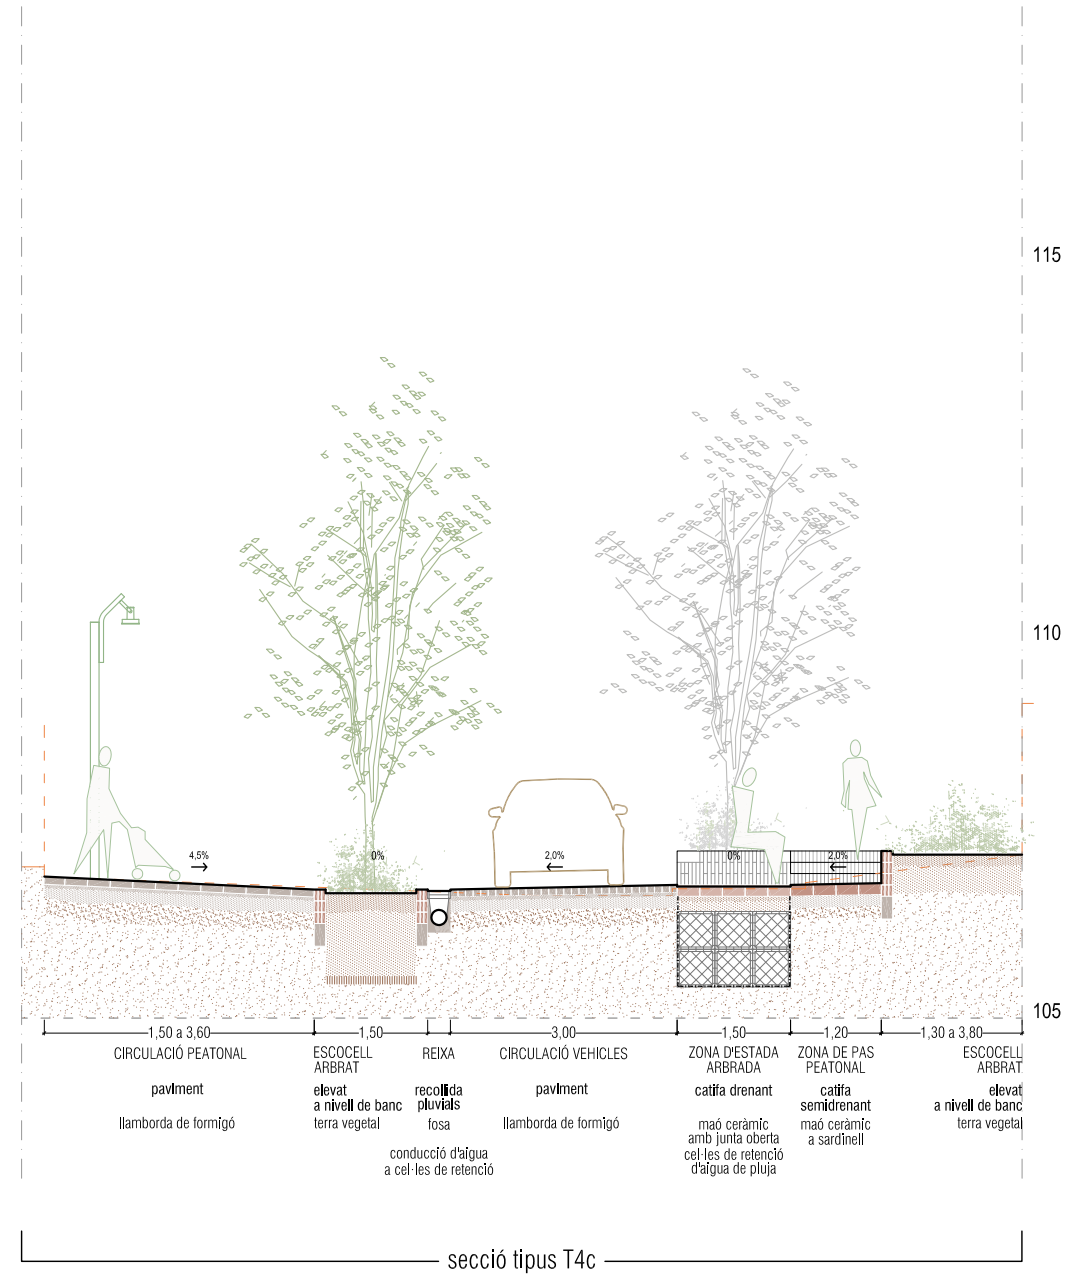 115
110
4,5%
0%
2,0%
0%
2,0%
105
1,50 a 3,60
1,50
3,00
1,50
1,20
1,30 a 3,80
CIRCULACIÓ PEATONAL
paviment
llamborda de formigó
ESCOCELL
ARBRAT
elevat
a nivell de banc
terra vegetal
REIXA
recollida
pluvials
fosa
conducció d'aigua
a cel·les de retenció
CIRCULACIÓ VEHICLES
paviment
llamborda de formigó
ZONA D'ESTADA
ARBRADA
catifa drenant
maó ceràmic
amb junta oberta
cel·les de retenció
d'aigua de pluja
ZONA DE PAS
PEATONAL
catifa
semidrenant
maó ceràmic
a sardinell
ESCOCELL
ARBRAT
elevat
a nivell de banc
terra vegetal
secció tipus T4c